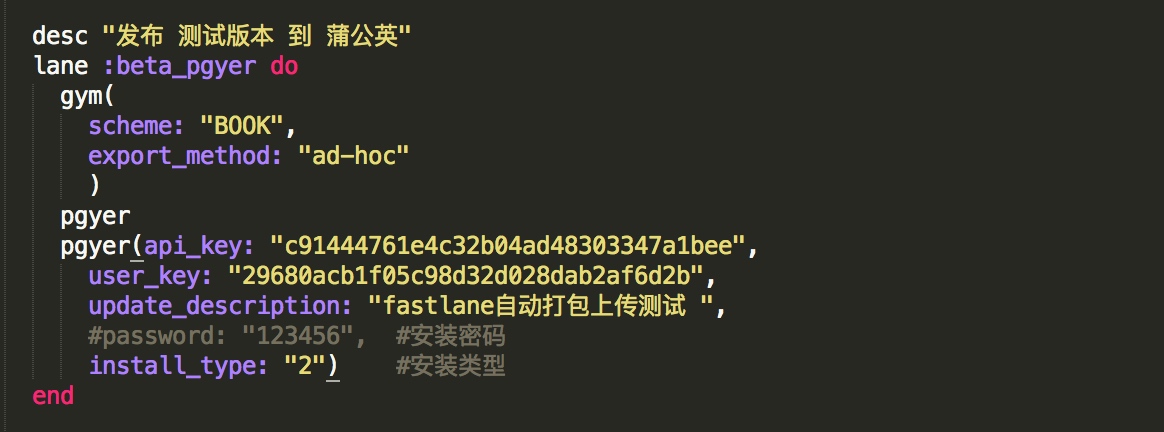 desc "发布 测试版本 到 蒲公英"
lane :beta_pgyer do
gym(
scheme: "BOOK",
export_method: "ad-hoc"
)
pgyer
pgyer(api_key: "c91444761e4c32b04ad48303347a1bee",
user_key: "29680acb1f05c98d32d028dab2af6d2b",
update_description: "fastlane自动打包上传测试 ",
#password: "123456",  #安装密码
install_type: "2")    #安装类型
end